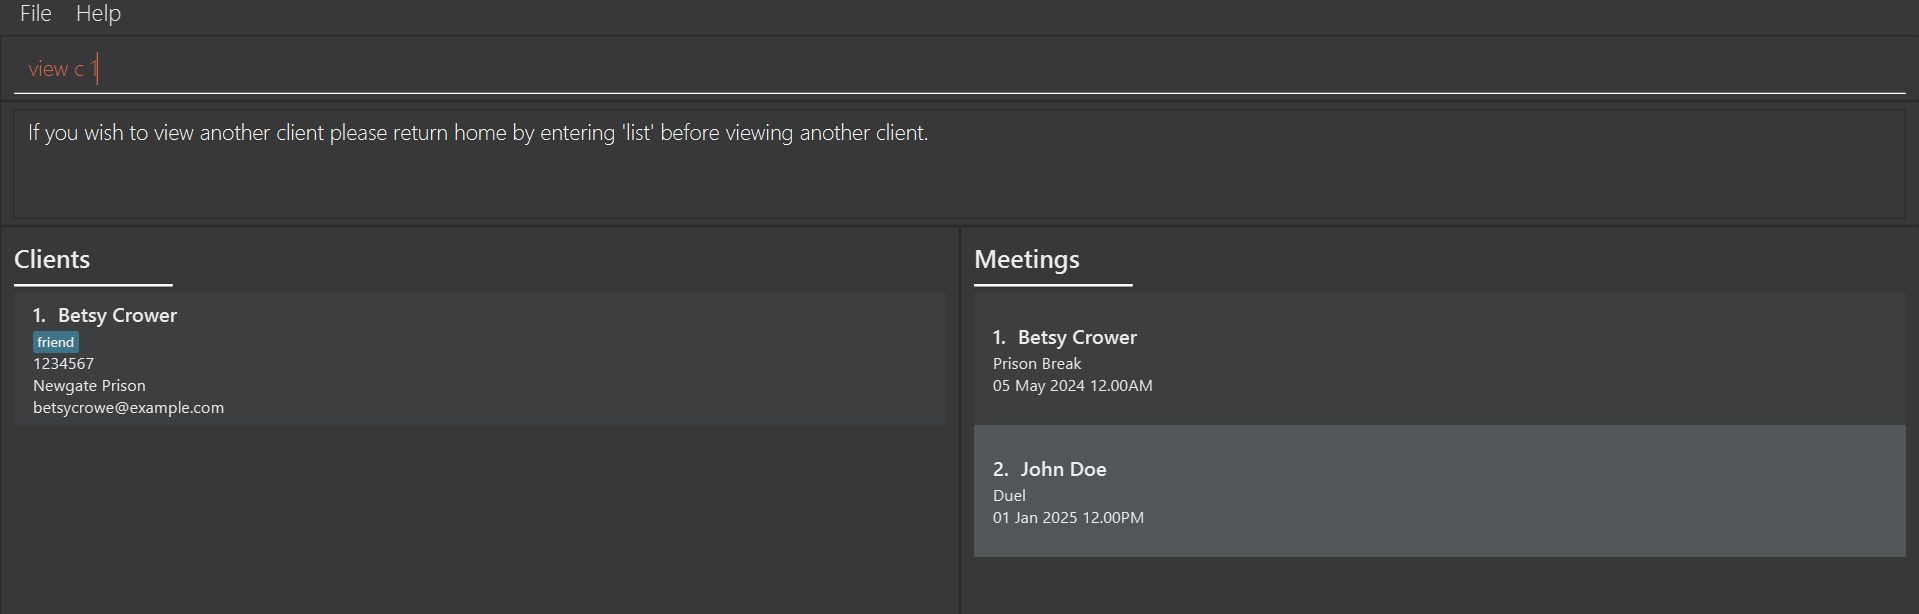 File Help
view c 1
If you wish to view another client please return home by entering 'list' before viewing another client.
Clients
1. Betsy Crower
friend
1234567
Newgate Prison
betsycrowe@example.com
Meetings
1. Betsy Crower
Prison Break
05 May 2024 12.00AM
2. John Doe
Duel
01 Jan 2025 12.00PM